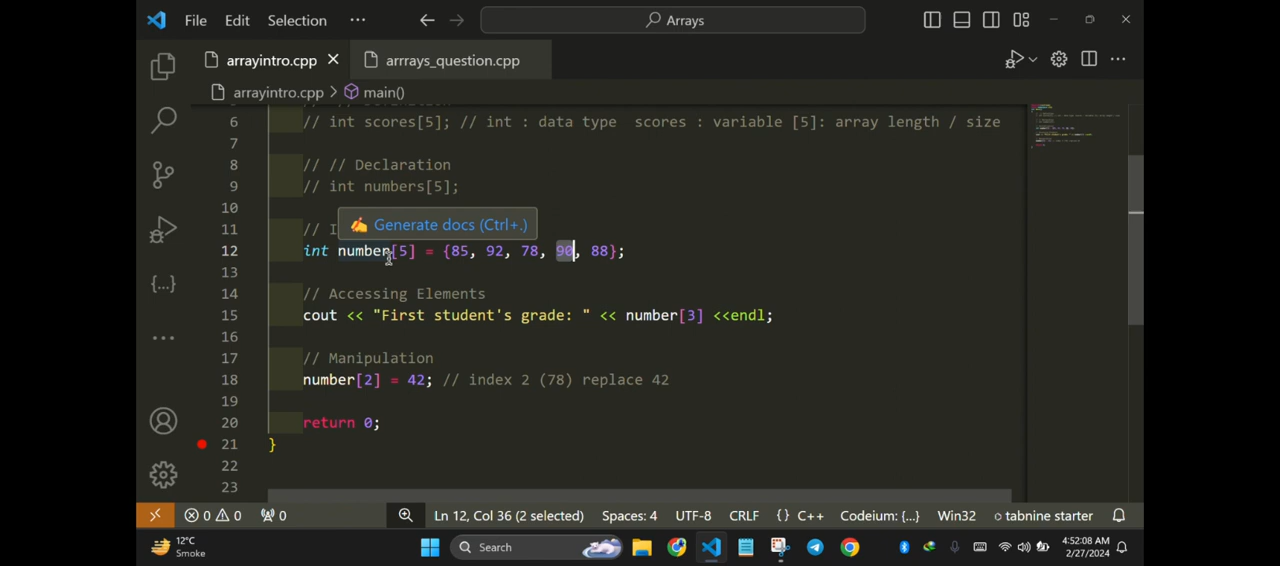 File Edit Selection ··· Arrays
arrayintro.cpp arrrays_question.cpp
arrayintro.cpp > main()
6 // int scores[5]; // int : data type scores : variable [5]: array length / size
7
8 // // Declaration
9 // int numbers[5];
10
✍ Generate docs (Ctrl+.)
11 // I
12 int number[5] = {85, 92, 78, 90, 88};
13
14 // Accessing Elements
15 cout << "First student's grade: " << number[3] <<endl;
16
17 // Manipulation
18 number[2] = 42; // index 2 (78) replace 42
19
20 return 0;
21 }
22
23
0 0 0 Ln 12, Col 36 (2 selected) Spaces: 4 UTF-8 CRLF {} C++ Codeium: {...} Win32 tabnine starter
12°C
Smoke
Search
4:52:08 AM
2/27/2024